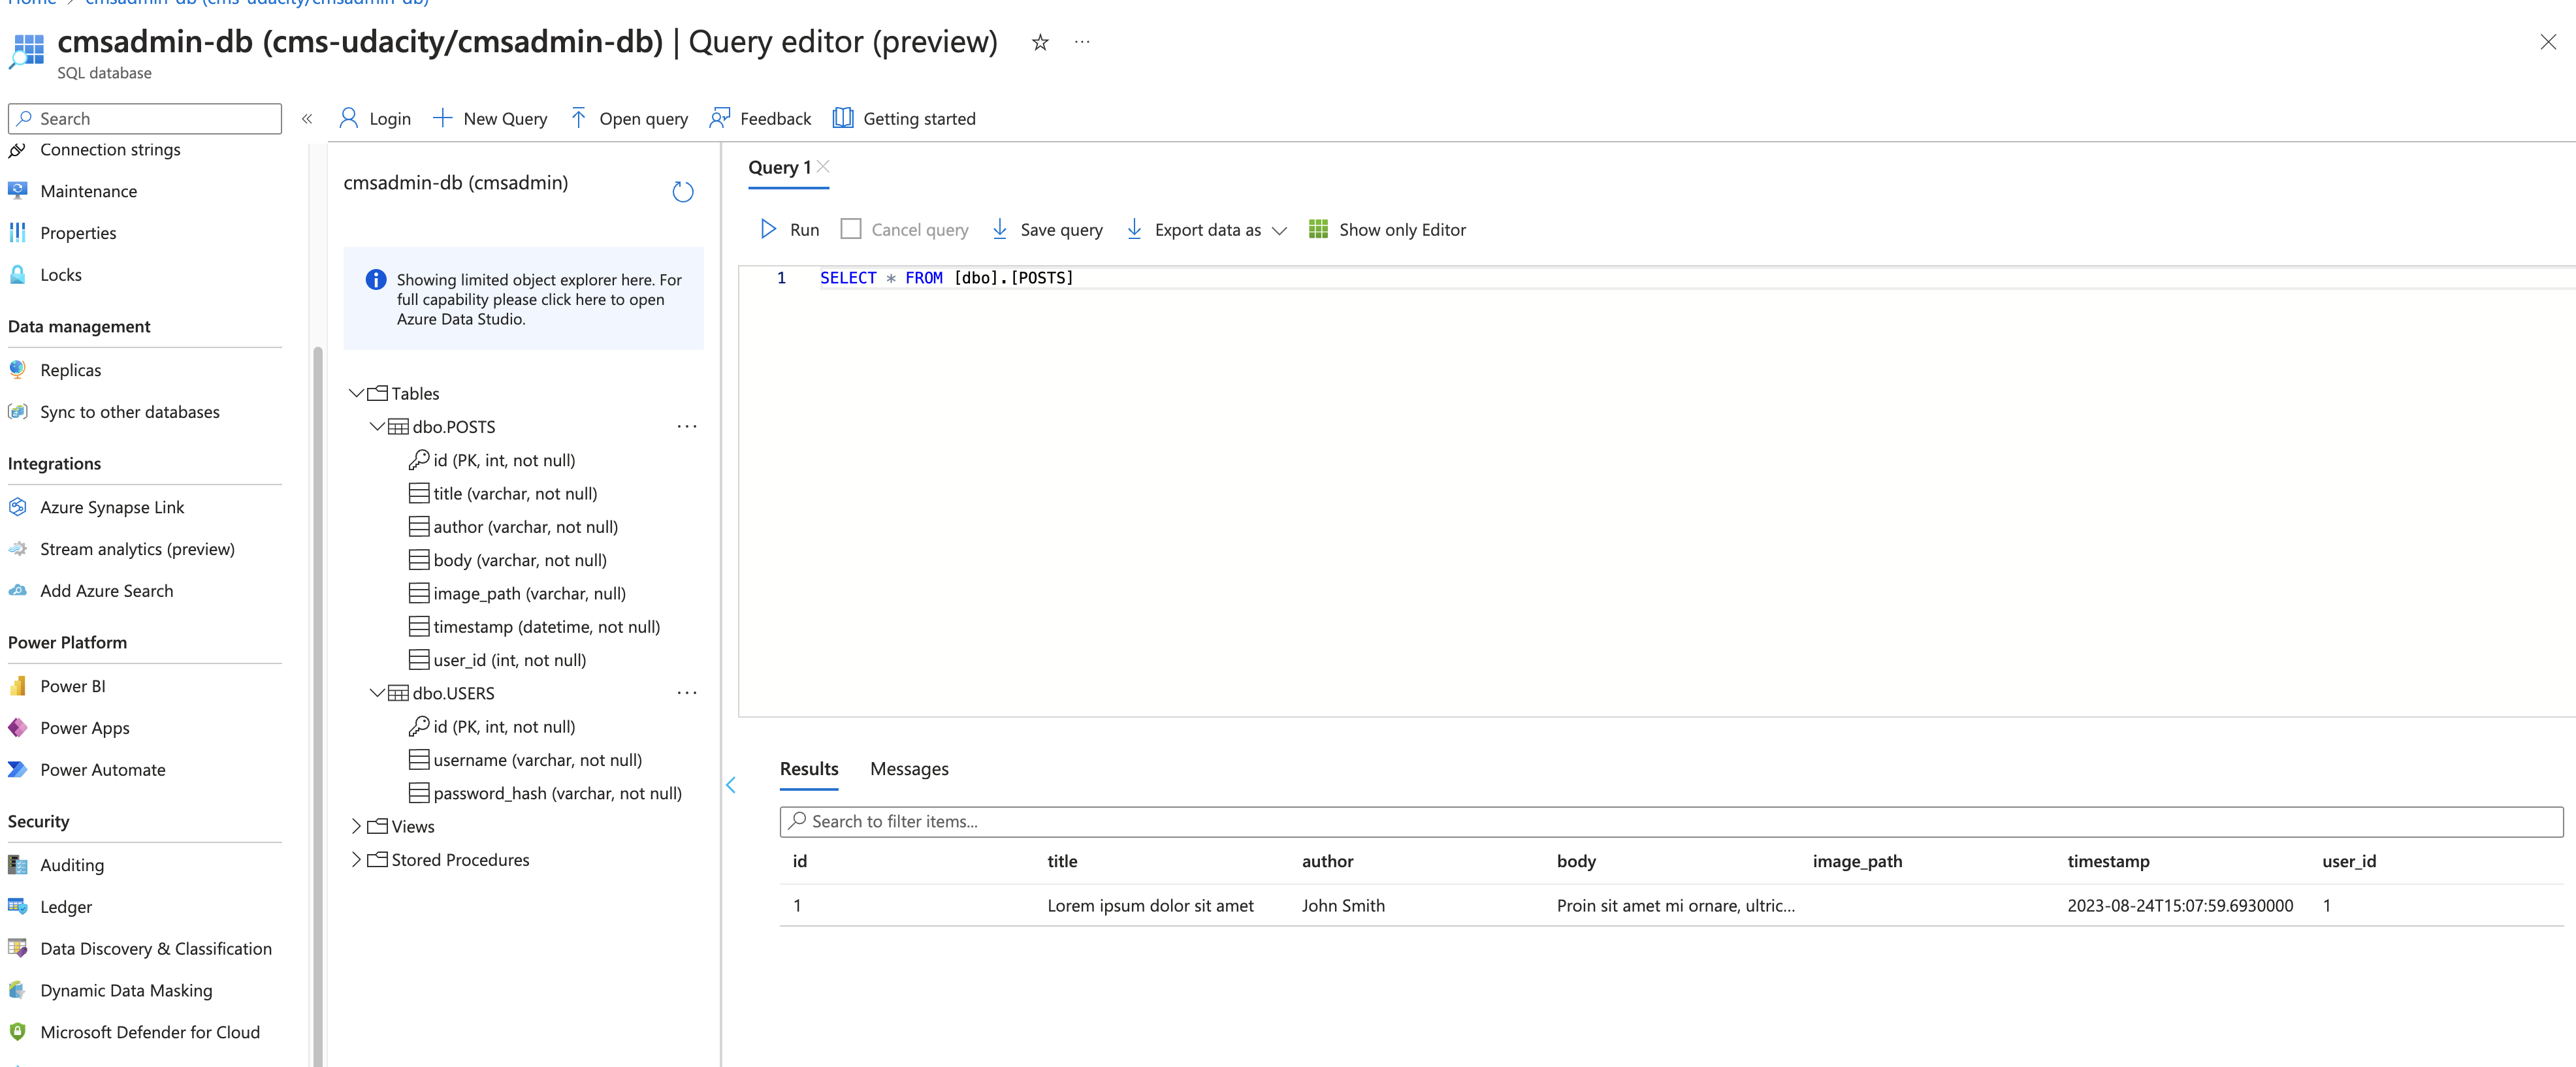 Home > cmsadmin-db (cms-udacity/cmsadmin-db)
cmsadmin-db (cms-udacity/cmsadmin-db) | Query editor (preview)
SQL database
Search
Connection strings
Maintenance
Properties
Locks
Data management
Replicas
Sync to other databases
Integrations
Azure Synapse Link
Stream analytics (preview)
Add Azure Search
Power Platform
Power BI
Power Apps
Power Automate
Security
Auditing
Ledger
Data Discovery & Classification
Dynamic Data Masking
Microsoft Defender for Cloud
Login New Query Open query Feedback Getting started
cmsadmin-db (cmsadmin)
Showing limited object explorer here. For
full capability please click here to open
Azure Data Studio.
Tables
dbo.POSTS
id (PK, int, not null)
title (varchar, not null)
author (varchar, not null)
body (varchar, not null)
image_path (varchar, null)
timestamp (datetime, not null)
user_id (int, not null)
dbo.USERS
id (PK, int, not null)
username (varchar, not null)
password_hash (varchar, not null)
Views
Stored Procedures
Query 1
Run Cancel query Save query Export data as Show only Editor
1 SELECT * FROM [dbo].[POSTS]
Results Messages
Search to filter items...
id title author body image_path timestamp user_id
1 Lorem ipsum dolor sit amet John Smith Proin sit amet mi ornare, ultric... 2023-08-24T15:07:59.6930000 1